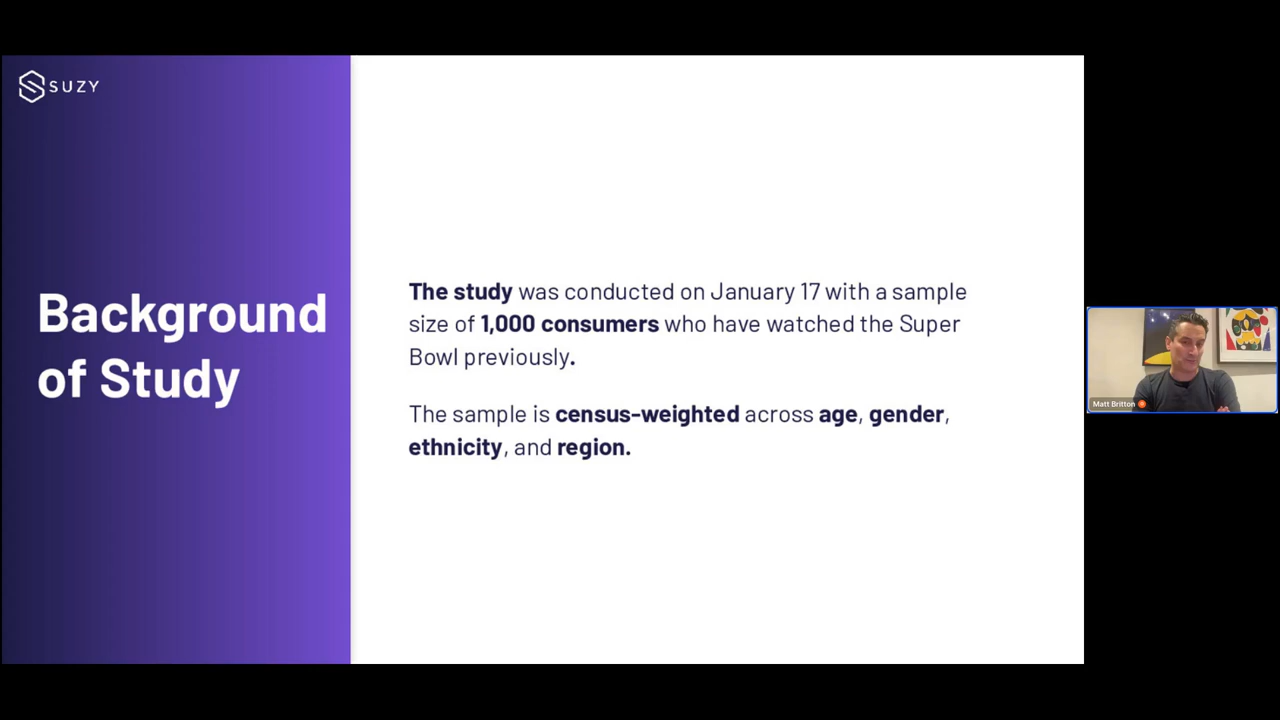 SUZY
Background
of Study
The study was conducted on January 17 with a sample
size of 1,000 consumers who have watched the Super
Bowl previously.
The sample is census-weighted across age, gender,
ethnicity, and region.
Matt Britton